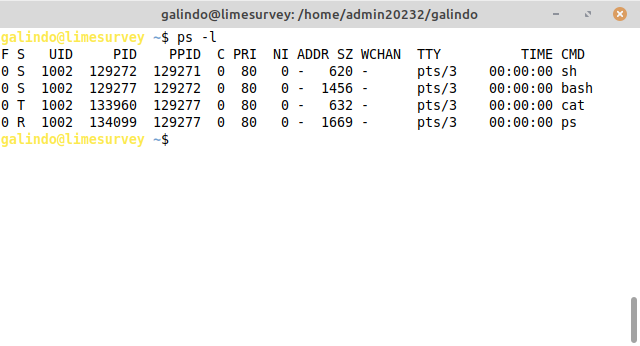 galindo@limesurvey: /home/admin20232/galindo
galindo@limesurvey ~$ ps -l
F S   UID     PID    PPID  C PRI  NI ADDR SZ WCHAN  TTY          TIME CMD
0 S  1002  129272  129271  0  80   0 -   620 -      pts/3    00:00:00 sh
0 S  1002  129277  129272  0  80   0 -  1456 -      pts/3    00:00:00 bash
0 T  1002  133960  129277  0  80   0 -   632 -      pts/3    00:00:00 cat
0 R  1002  134099  129277  0  80   0 -  1669 -      pts/3    00:00:00 ps
galindo@limesurvey ~$